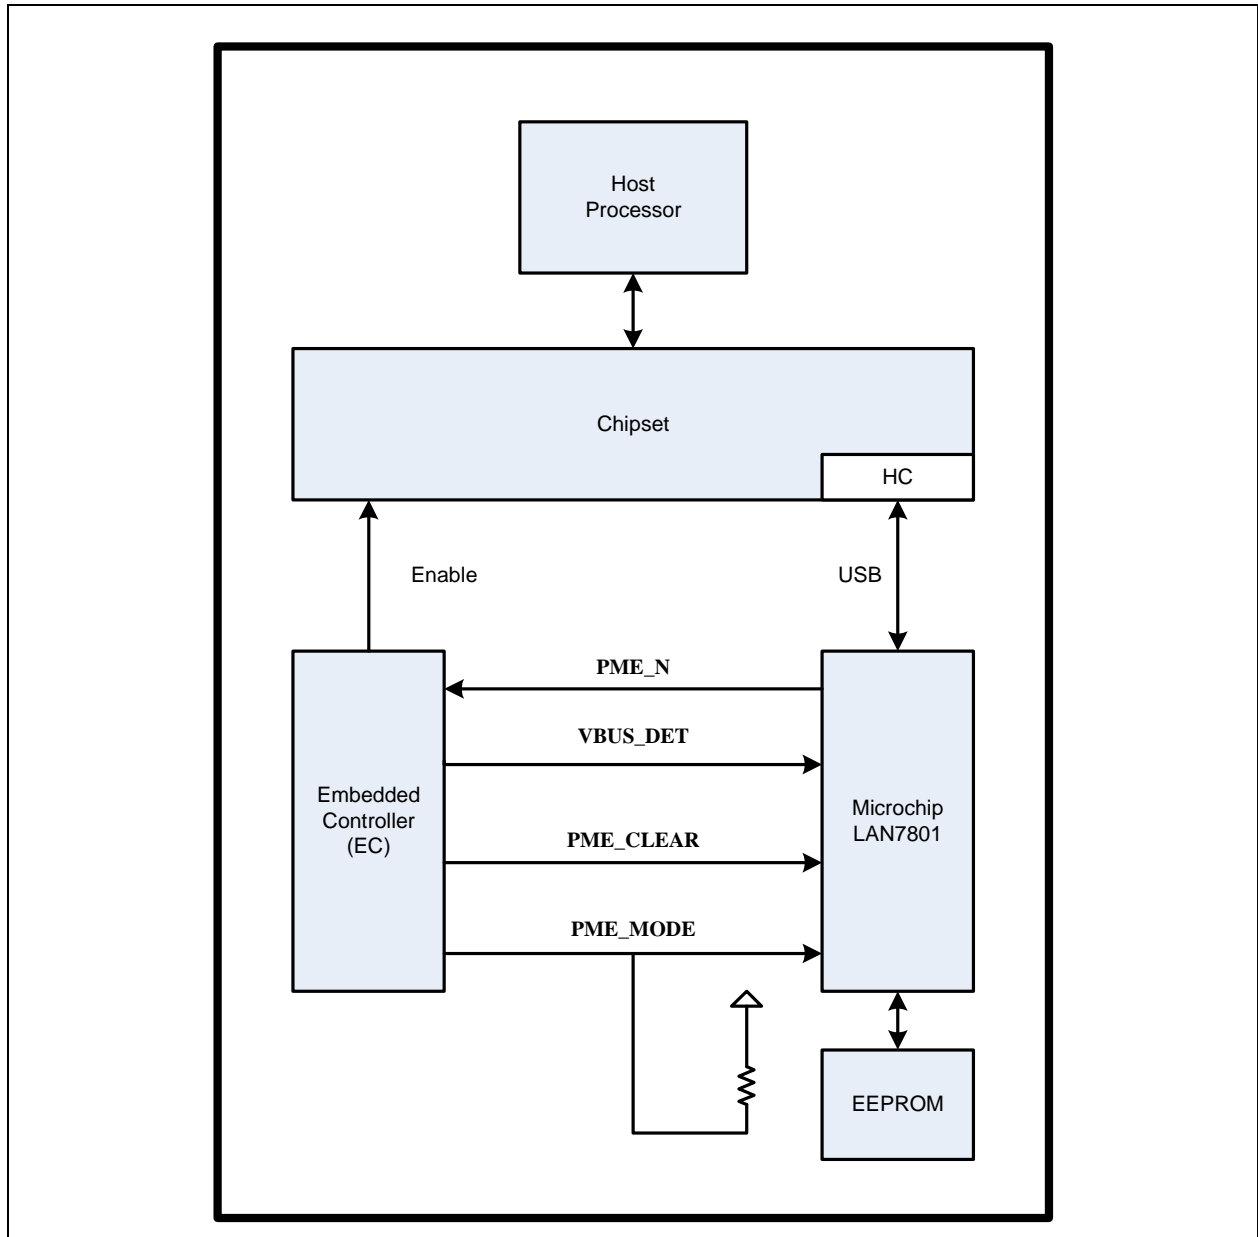 Host
Processor
Chipset
HC
Enable
USB
PME_N
VBUS_DET
Embedded
Controller
(EC)
Microchip
LAN7801
PME_CLEAR
PME_MODE
EEPROM